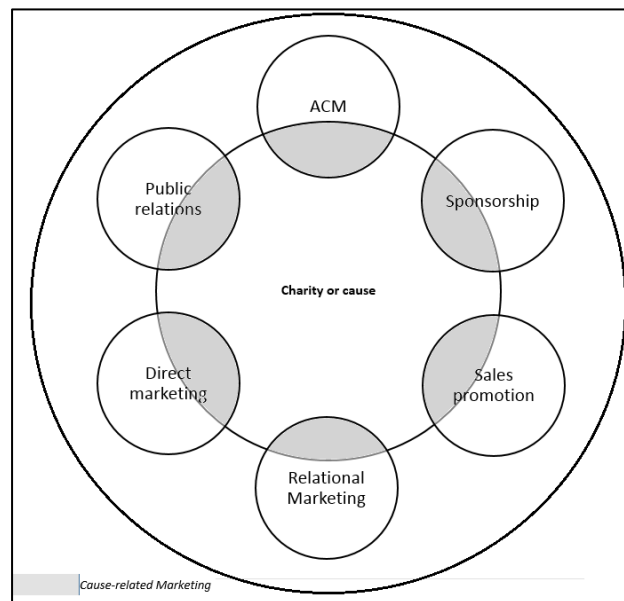 ACM
Public
relations
Sponsorship
Charity or cause
Direct
marketing
Sales
promotion
Relational
Marketing
Cause-related Marketing